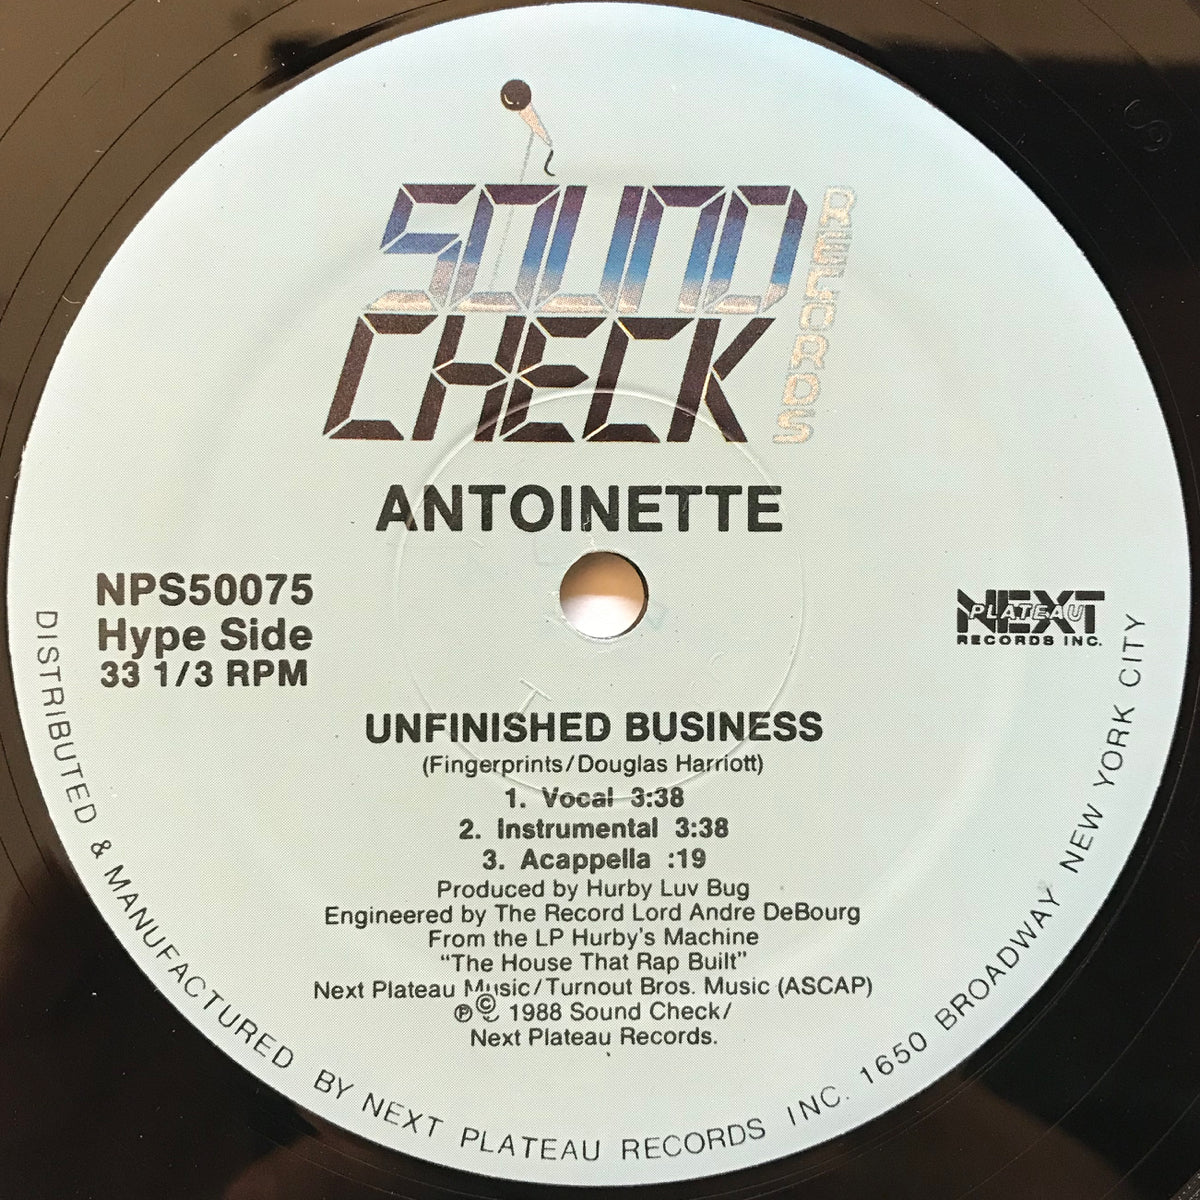 SOUND
CHECK
RECORDS
ANTOINETTE
NPS50075
Hype Side
33 1/3 RPM
NEXT
PLATEAU
RECORDS INC.
UNFINISHED BUSINESS
(Fingerprints/Douglas Harriott)
1. Vocal 3:38
2. Instrumental 3:38
3. Acappella :19
Produced by Hurby Luv Bug
Engineered by The Record Lord Andre DeBourg
From the LP Hurby's Machine
"The House That Rap Built"
Next Plateau Music/Turnout Bros. Music (ASCAP)
℗© 1988 Sound Check/
Next Plateau Records.
DISTRIBUTED & MANUFACTURED BY NEXT PLATEAU RECORDS INC. 1650 BROADWAY NEW YORK CITY